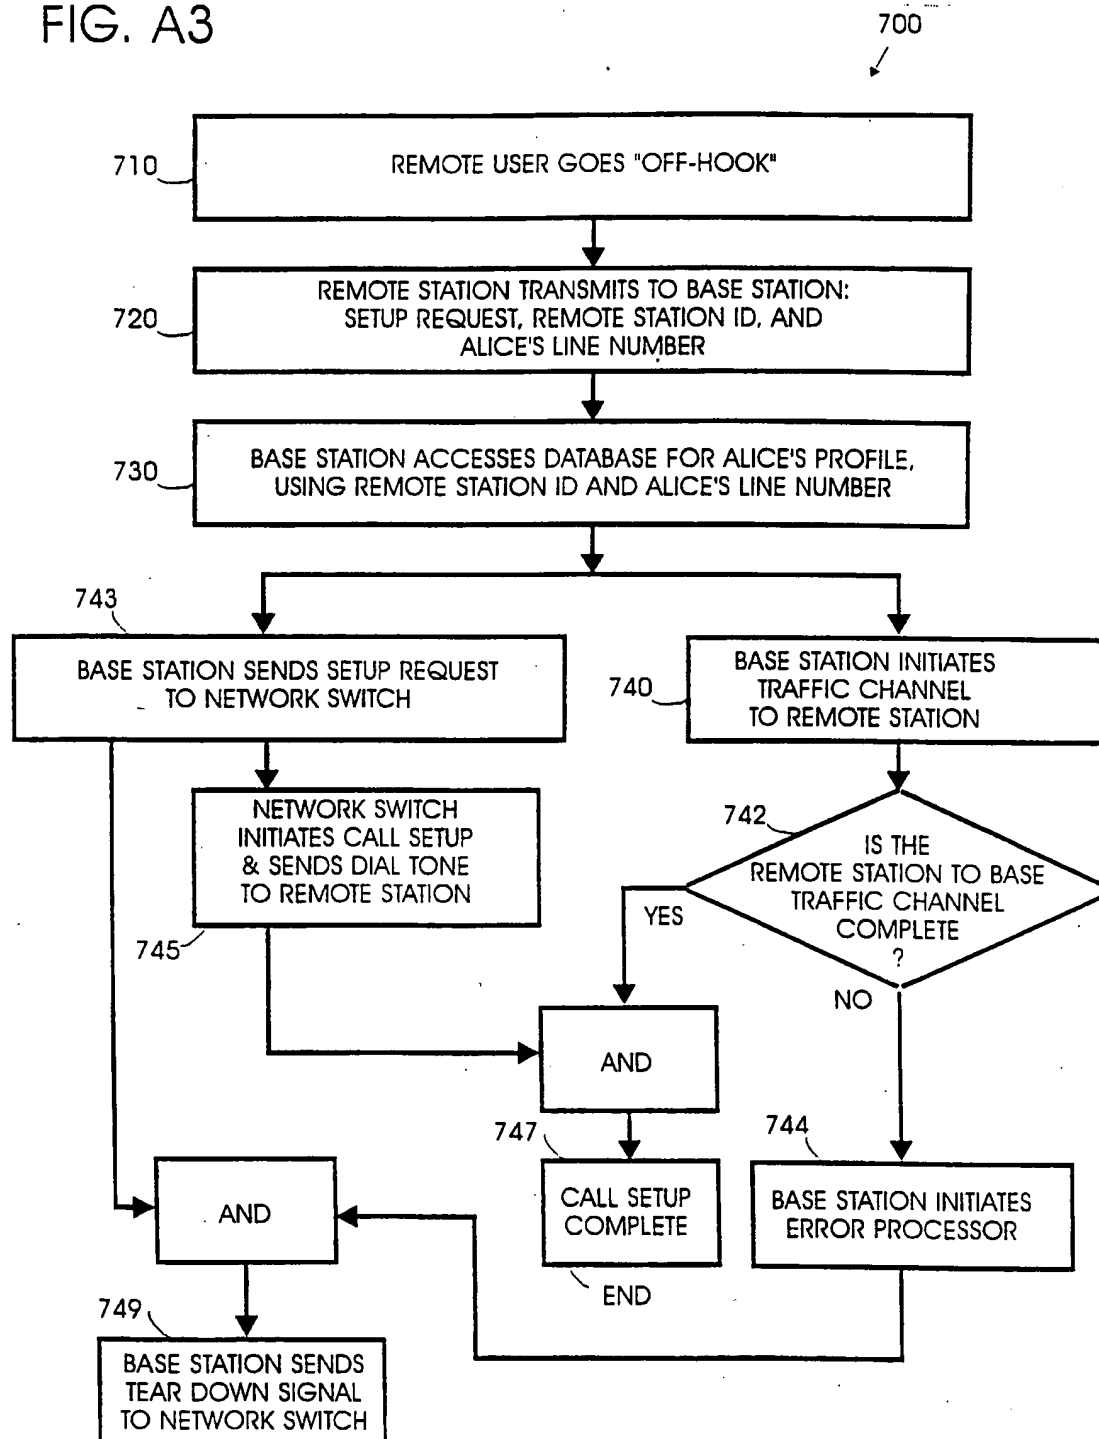 FIG. A3
700
710
REMOTE USER GOES "OFF-HOOK"
720
REMOTE STATION TRANSMITS TO BASE STATION:
SETUP REQUEST, REMOTE STATION ID, AND
ALICE'S LINE NUMBER
730
BASE STATION ACCESSES DATABASE FOR ALICE'S PROFILE,
USING REMOTE STATION ID AND ALICE'S LINE NUMBER
743
BASE STATION SENDS SETUP REQUEST
TO NETWORK SWITCH
740
BASE STATION INITIATES
TRAFFIC CHANNEL
TO REMOTE STATION
NETWORK SWITCH
INITIATES CALL SETUP
& SENDS DIAL TONE
TO REMOTE STATION
745
742
IS THE
REMOTE STATION TO BASE
TRAFFIC CHANNEL
COMPLETE
?
YES
NO
AND
747
CALL SETUP
COMPLETE
END
744
BASE STATION INITIATES
ERROR PROCESSOR
AND
749
BASE STATION SENDS
TEAR DOWN SIGNAL
TO NETWORK SWITCH